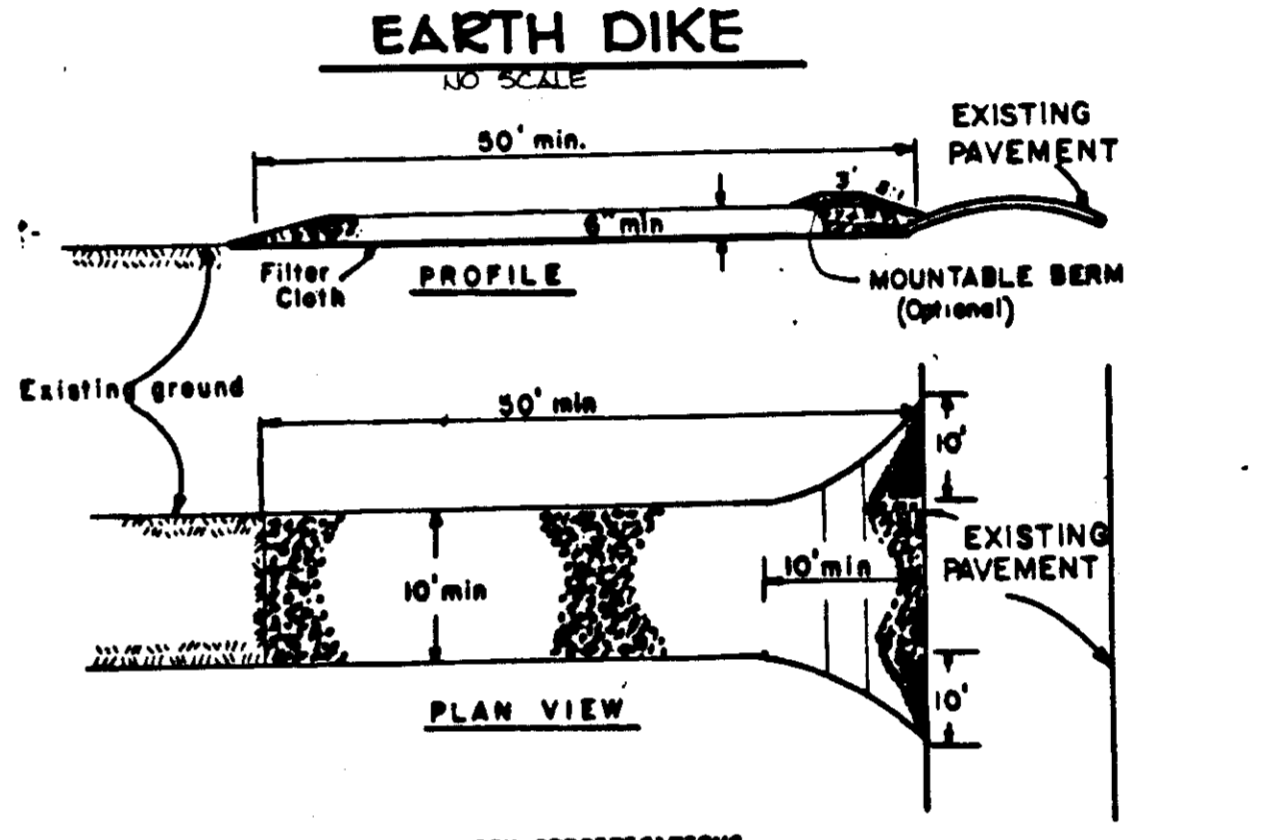 EARTH DIKE
NO SCALE
50' min.
EXISTING
PAVEMENT
3'
6" min
Filter
Cloth
PROFILE
MOUNTABLE BERM
(Optional)
Existing ground
50' min
10'
10' min
10' min
EXISTING
PAVEMENT
10'
PLAN VIEW